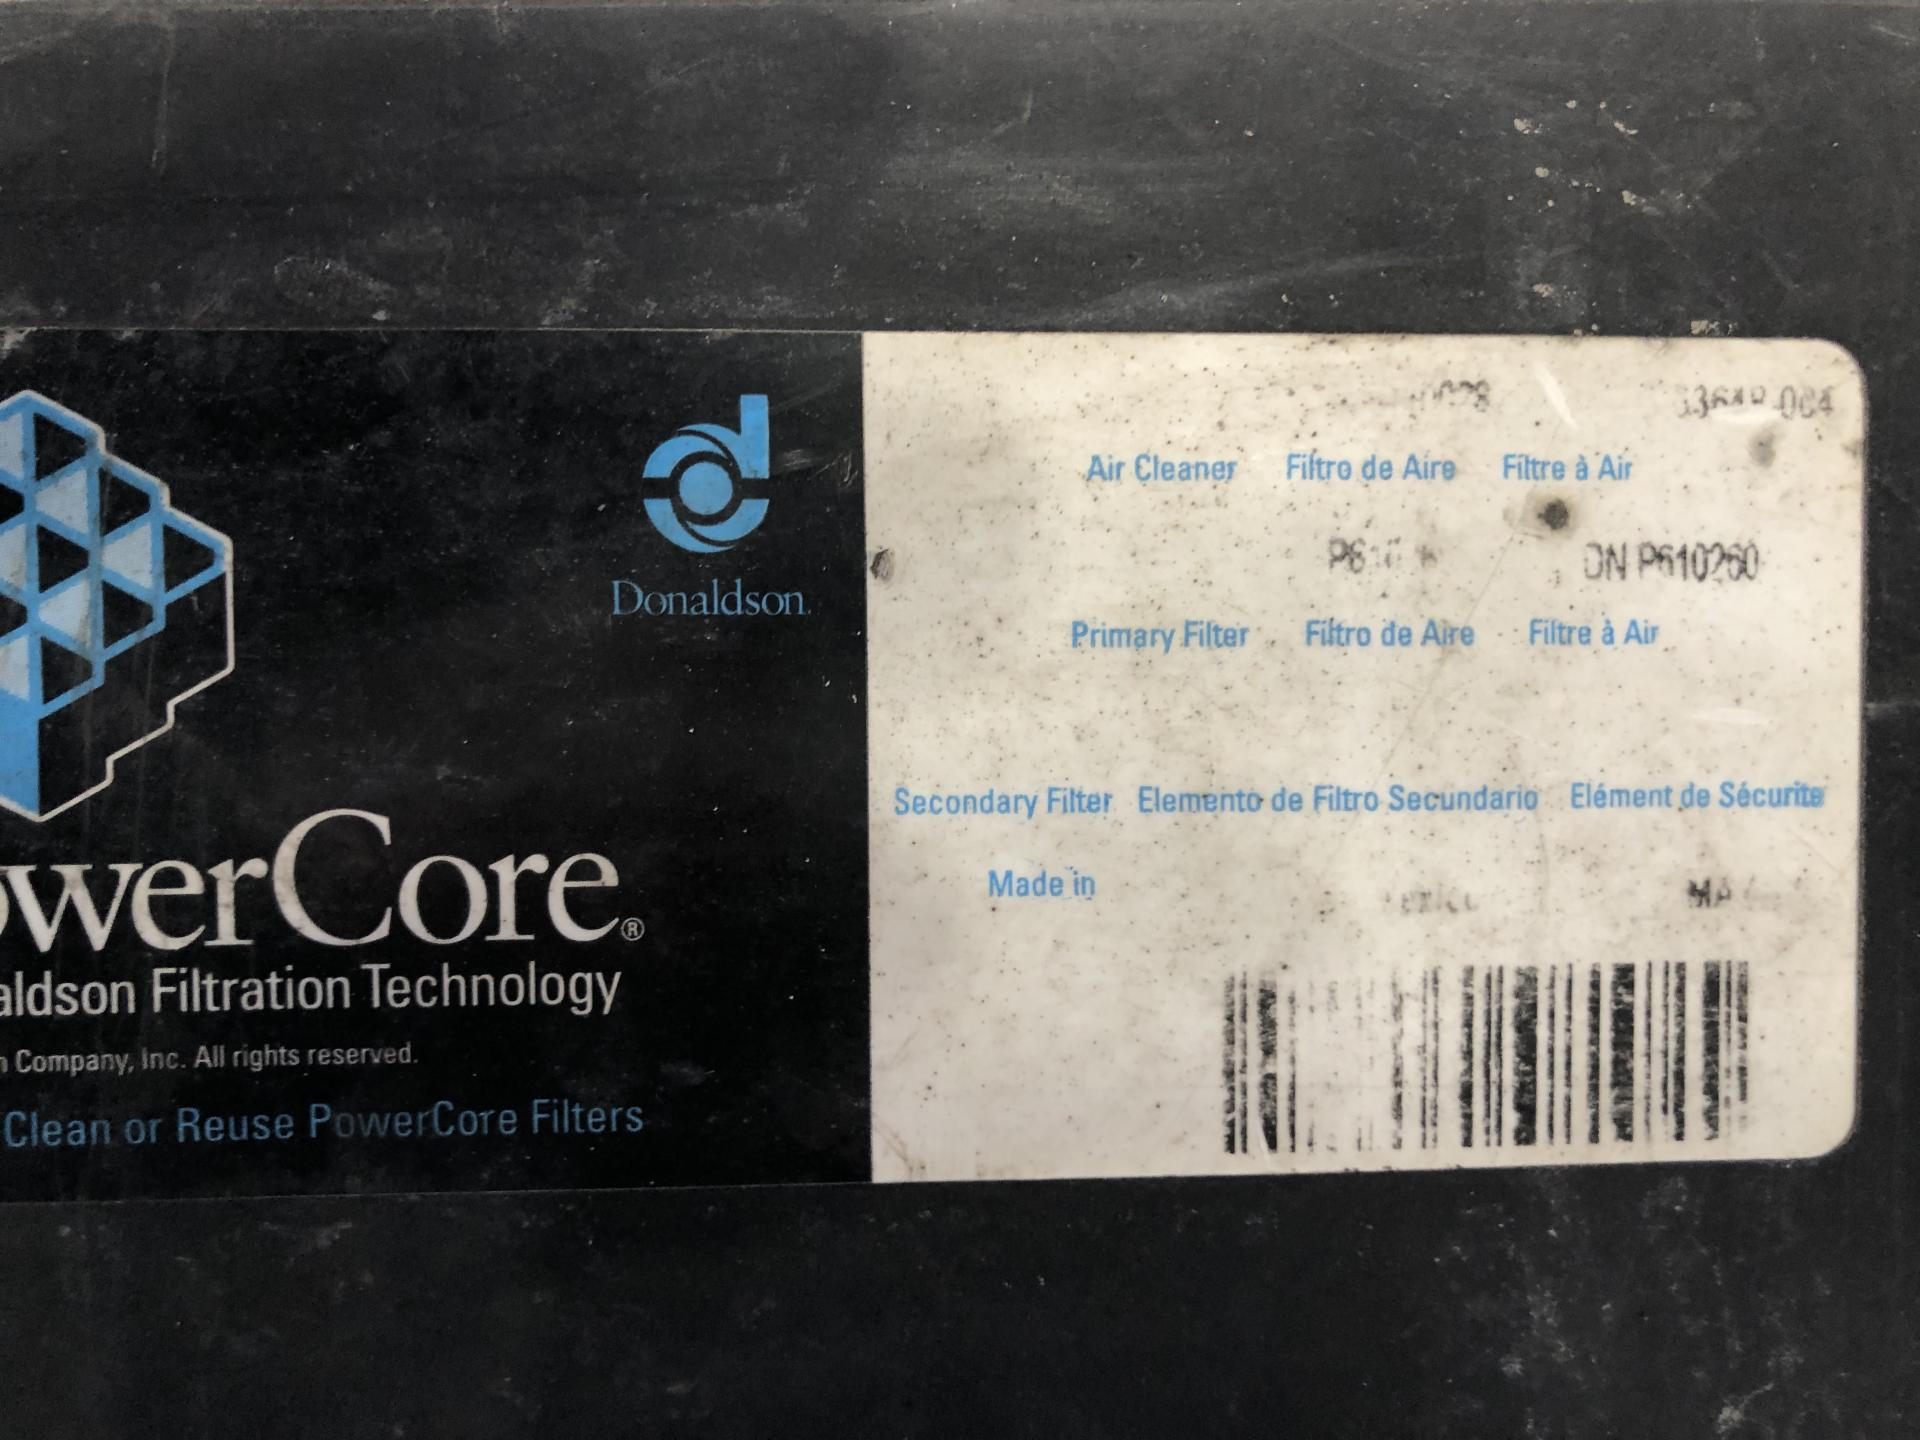 Donaldson
owerCore®
aldson Filtration Technology
n Company, Inc. All rights reserved.
Clean or Reuse PowerCore Filters
Air Cleaner Filtro de Aire Filtre à Air
DN P610260
Primary Filter Filtro de Aire Filtre à Air
Secondary Filter Elemento de Filtro Secundario Elément de Sécurite
Made in